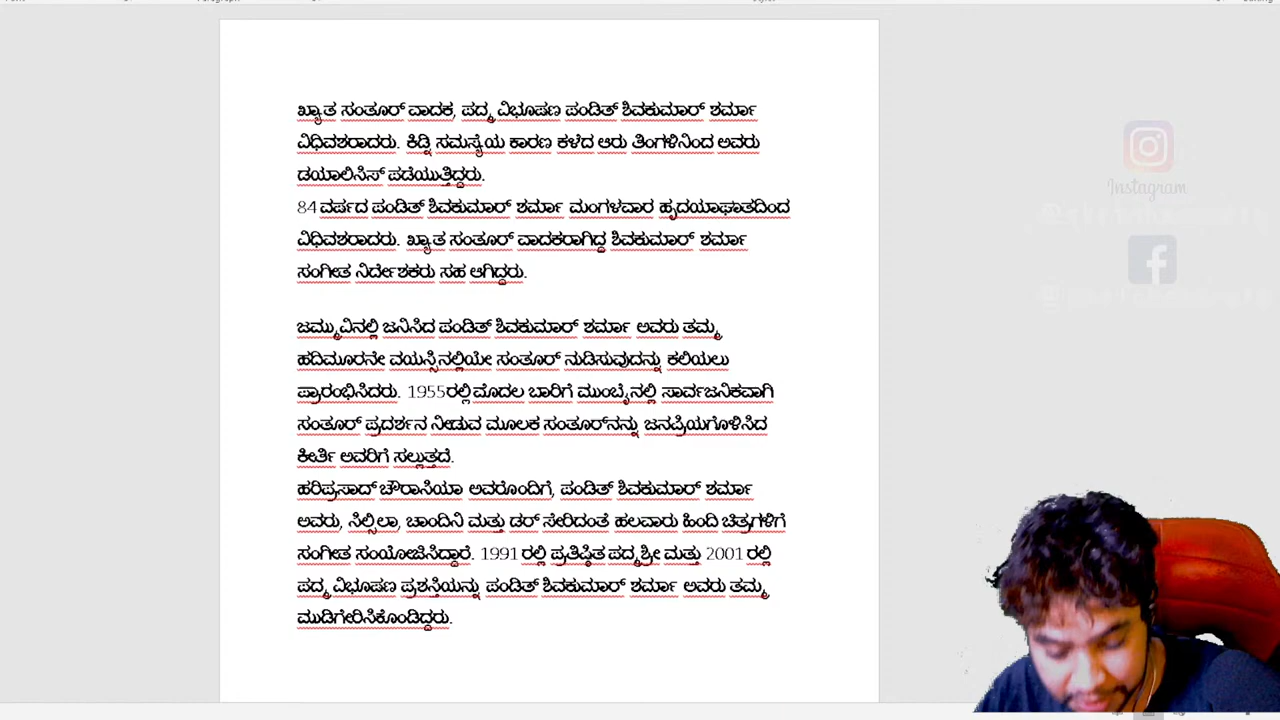 ಖ್ಯಾತ ಸಂತೂರ್ ವಾದಕ, ಪದ್ಮ ವಿಭೂಷಣ ಪಂಡಿತ್ ಶಿವಕುಮಾರ್ ಶರ್ಮಾ
ವಿಧಿವಶರಾದರು. ಕಿಡ್ನಿ ಸಮಸ್ಯೆಯ ಕಾರಣ ಕಳೆದ ಆರು ತಿಂಗಳಿನಿಂದ ಅವರು
ಡಯಾಲಿಸಿಸ್ ಪಡೆಯುತ್ತಿದ್ದರು.
84 ವರ್ಷದ ಪಂಡಿತ್ ಶಿವಕುಮಾರ್ ಶರ್ಮಾ ಮಂಗಳವಾರ ಹೃದಯಾಘಾತದಿಂದ
ವಿಧಿವಶರಾದರು. ಖ್ಯಾತ ಸಂತೂರ್ ವಾದಕರಾಗಿದ್ದ ಶಿವಕುಮಾರ್ ಶರ್ಮಾ
ಸಂಗೀತ ನಿರ್ದೇಶಕರು ಸಹ ಆಗಿದ್ದರು.
ಜಮ್ಮುವಿನಲ್ಲಿ ಜನಿಸಿದ ಪಂಡಿತ್ ಶಿವಕುಮಾರ್ ಶರ್ಮಾ ಅವರು ತಮ್ಮ
ಹದಿಮೂರನೇ ವಯಸ್ಸಿನಲ್ಲಿಯೇ ಸಂತೂರ್ ನುಡಿಸುವುದನ್ನು ಕಲಿಯಲು
ಪ್ರಾರಂಭಿಸಿದರು. 1955ರಲ್ಲಿ ಮೊದಲ ಬಾರಿಗೆ ಮುಂಬೈನಲ್ಲಿ ಸಾರ್ವಜನಿಕವಾಗಿ
ಸಂತೂರ್ ಪ್ರದರ್ಶನ ನೀಡುವ ಮೂಲಕ ಸಂತೂರ್‌ನನ್ನು ಜನಪ್ರಿಯಗೊಳಿಸಿದ
ಕೀರ್ತಿ ಅವರಿಗೆ ಸಲ್ಲುತ್ತದೆ.
ಹರಿಪ್ರಸಾದ್ ಚೌರಾಸಿಯಾ ಅವರೊಂದಿಗೆ, ಪಂಡಿತ್ ಶಿವಕುಮಾರ್ ಶರ್ಮಾ
ಅವರು, ಸಿಲ್ಸಿಲಾ, ಚಾಂದಿನಿ ಮತ್ತು ಡರ್ ಸೇರಿದಂತೆ ಹಲವಾರು ಹಿಂದಿ ಚಿತ್ರಗಳಿಗೆ
ಸಂಗೀತ ಸಂಯೋಜಿಸಿದ್ದಾರೆ. 1991 ರಲ್ಲಿ ಪ್ರತಿಷ್ಠಿತ ಪದ್ಮಶ್ರೀ ಮತ್ತು 2001 ರಲ್ಲಿ
ಪದ್ಮ ವಿಭೂಷಣ ಪ್ರಶಸ್ತಿಯನ್ನು ಪಂಡಿತ್ ಶಿವಕುಮಾರ್ ಶರ್ಮಾ ಅವರು ತಮ್ಮ
ಮುಡಿಗೇರಿಸಿಕೊಂಡಿದ್ದರು.
Instagram